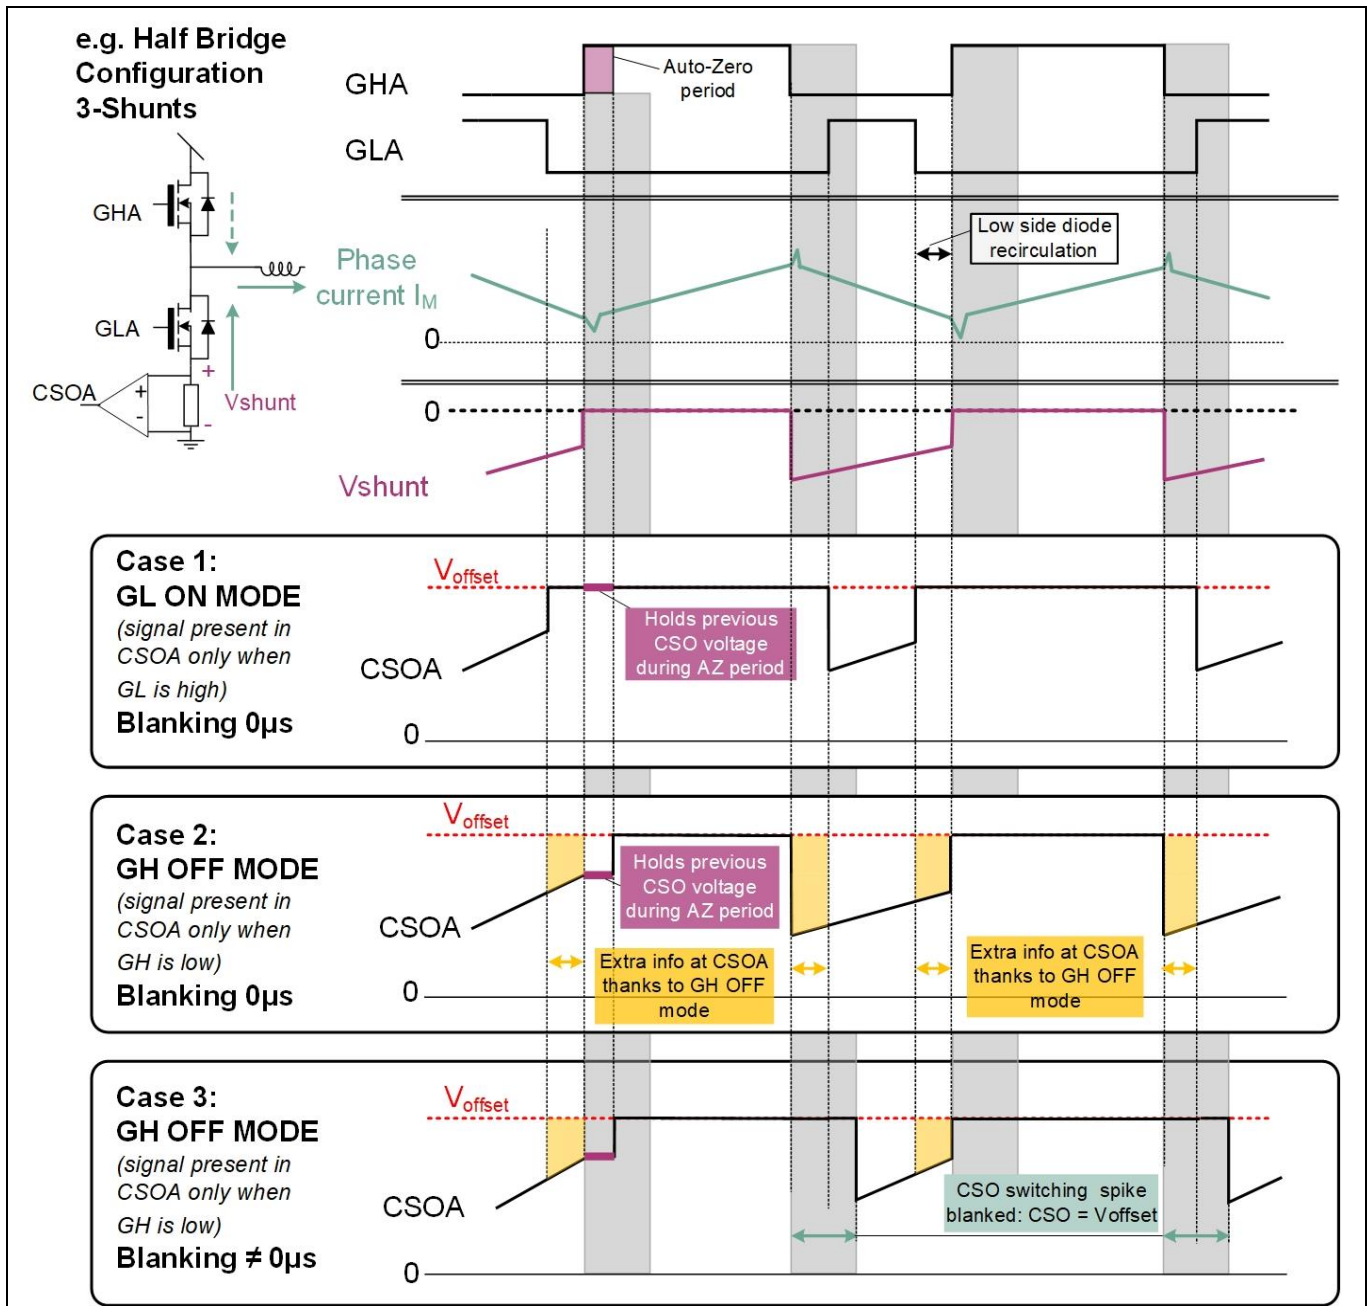 e.g. Half Bridge
Configuration
3-Shunts
GHA
Auto-Zero
period
GLA
GHA
GLA
CSOA
+
-
+
Vshunt
-
Phase
current IM
0
Low side diode
recirculation
0
Vshunt
Case 1:
GL ON MODE
(signal present in
CSOA only when
GL is high)
Blanking 0µs
Voffset
CSOA
0
Holds previous
CSO voltage
during AZ period
Case 2:
GH OFF MODE
(signal present in
CSOA only when
GH is low)
Blanking 0µs
Voffset
CSOA
0
Holds previous
CSO voltage
during AZ period
Extra info at CSOA
thanks to GH OFF
mode
Extra info at CSOA
thanks to GH OFF
mode
Case 3:
GH OFF MODE
(signal present in
CSOA only when
GH is low)
Blanking ≠ 0µs
Voffset
CSOA
0
CSO switching spike
blanked: CSO = Voffset